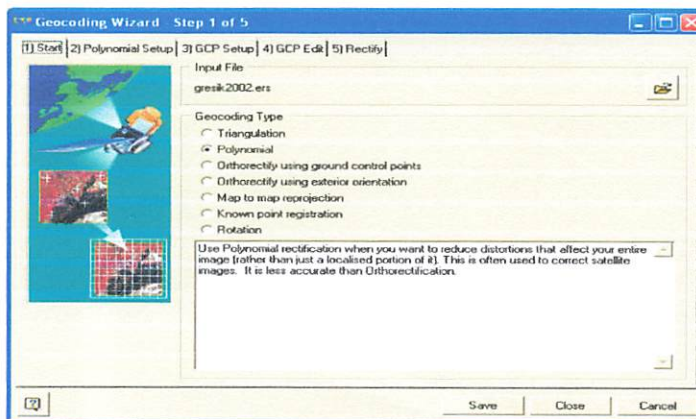 Geocoding Wizard Step 1 of 5
1) Start 2) Polynomial Setup 3) GCP Setup 4) GCP Edit 5) Rectify
Input File
gresik2002.ers
Geocoding Type
Triangulation
Polynomial
Orthorectify using ground control points
Orthorectify using exterior orientation
Map to map reprojection
Known point registration
Rotation
Use Polynomial rectification when you want to reduce distortions that affect your entire
image (rather than just a localised portion of it). This is often used to correct satellite
images. It is less accurate than Orthorectification.
Save Close Cancel